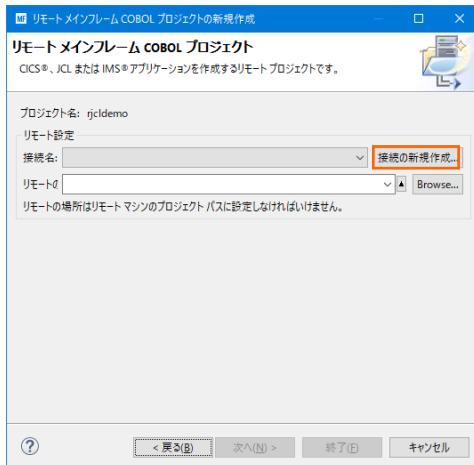 MF リモート メインフレーム COBOL プロジェクトの新規作成
リモート メインフレーム COBOL プロジェクト
CICS®、JCL または IMS® アプリケーションを作成するリモート プロジェクトです。
プロジェクト名: rjcldemo
リモート設定
接続名: 接続の新規作成...
リモートの Browse...
リモートの場所はリモート マシンのプロジェクト パスに設定しなければいけません。
< 戻る(B) 次へ(N) > 終了(F) キャンセル